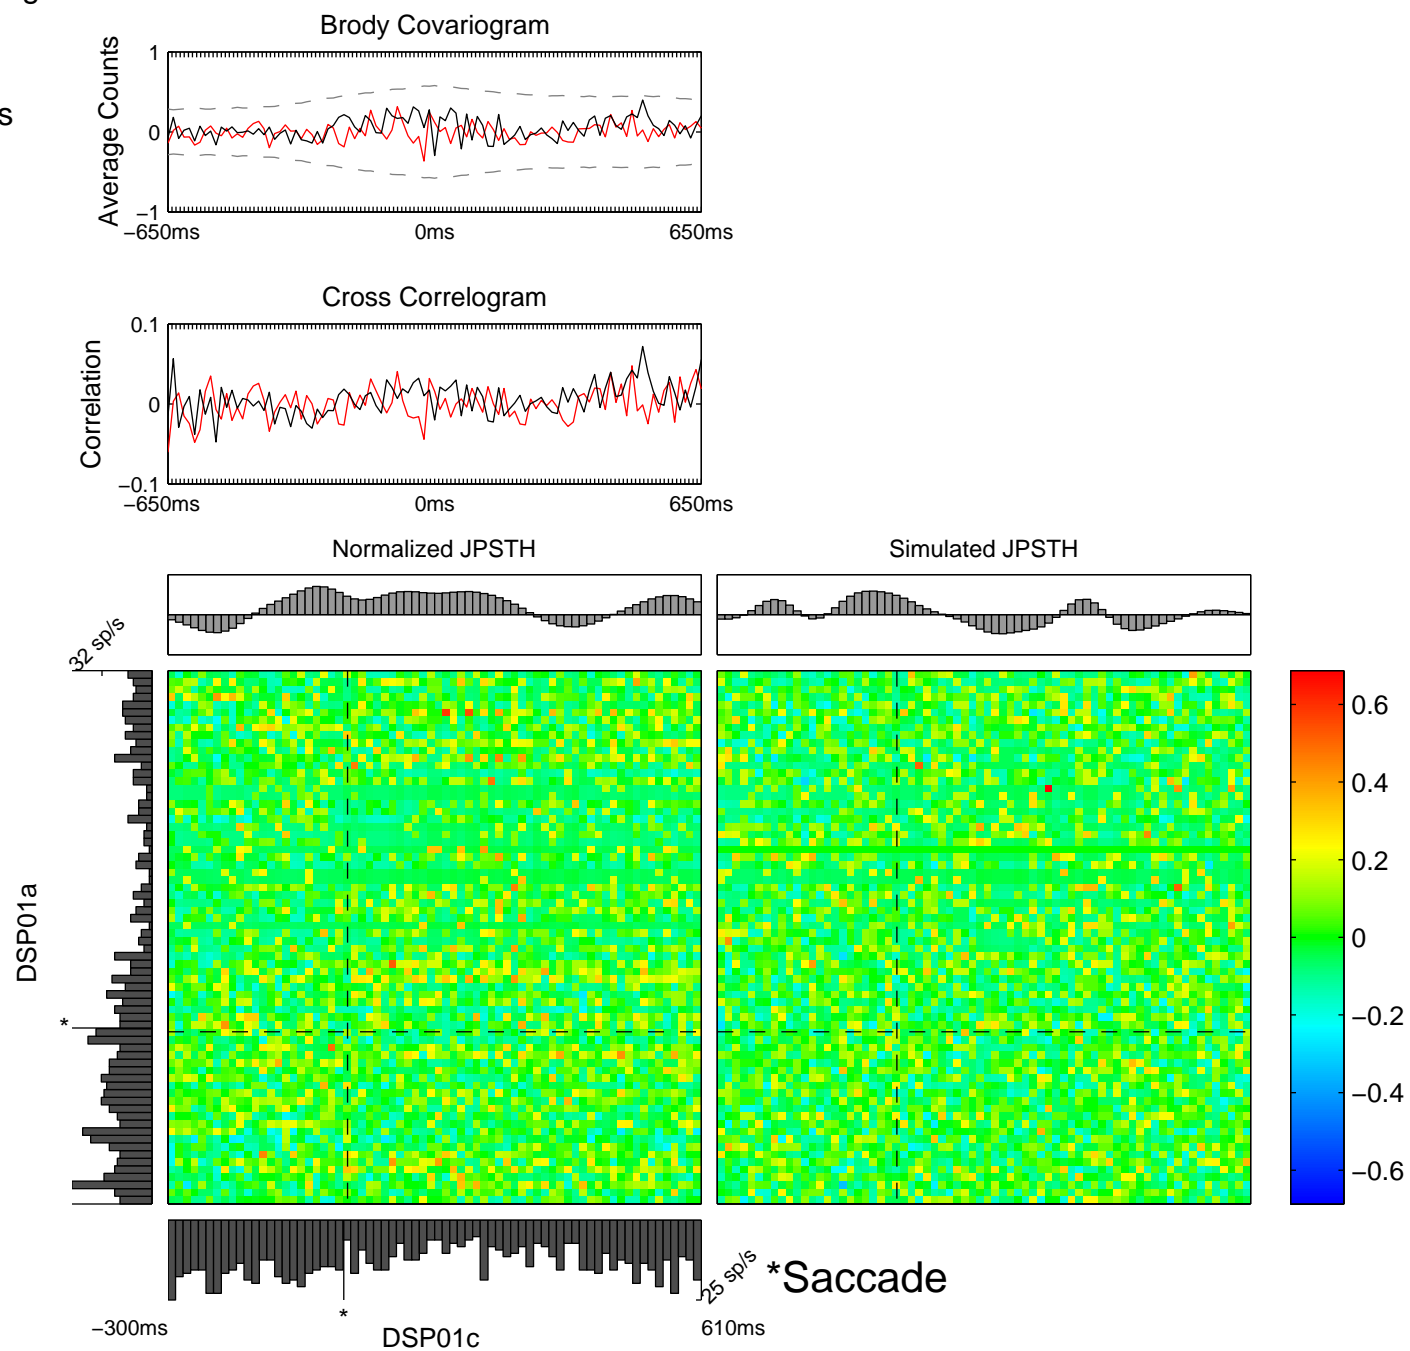 g
Brody Covariogram
s
Average Counts
1
0
−1
−650ms
0ms
650ms
Cross Correlogram
Correlation
0.1
0
−0.1
−650ms
0ms
650ms
Normalized JPSTH
Simulated JPSTH
32 sp/s
DSP01a
*
0.6
0.4
0.2
0
−0.2
−0.4
−0.6
25 sp/s
*Saccade
*
−300ms
DSP01c
610ms